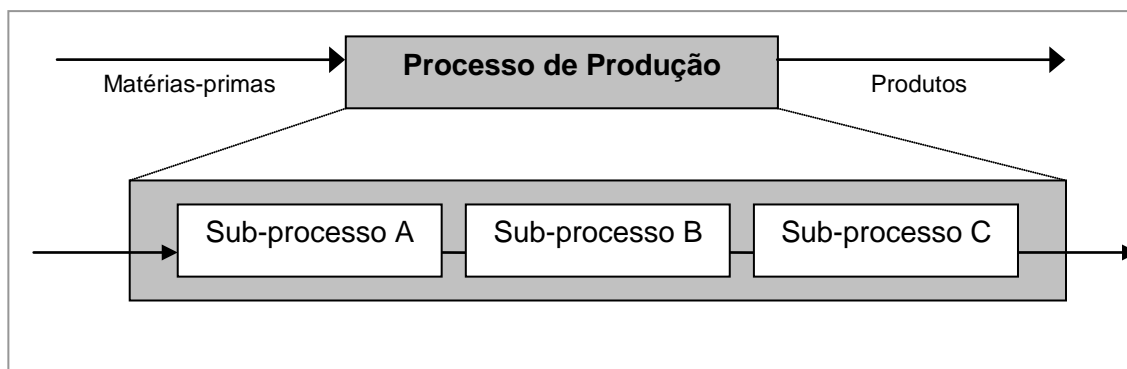 Processo de Produção
Matérias-primas
Produtos
Sub-processo A
Sub-processo B
Sub-processo C